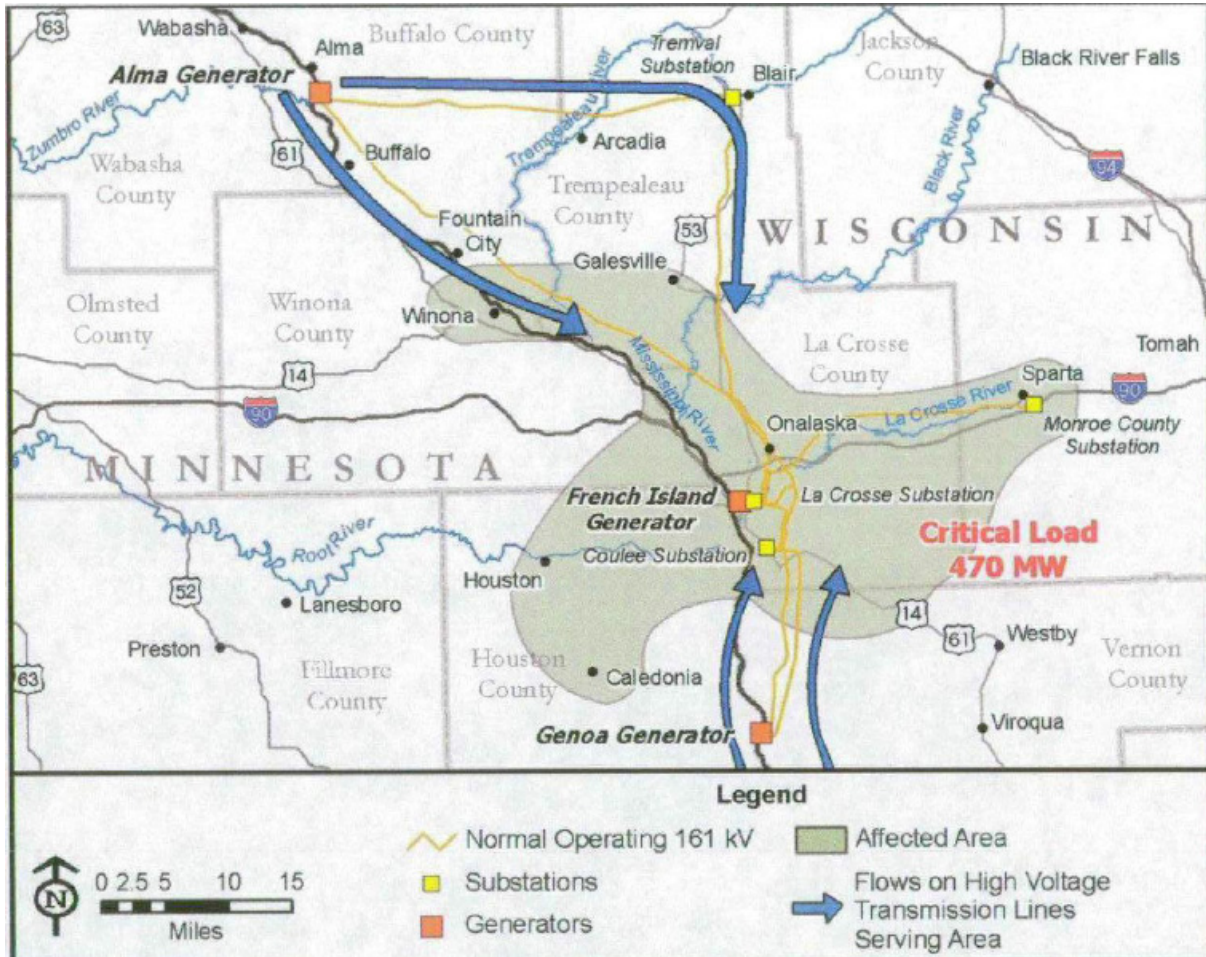 63
Wabasha
Buffalo County
Tremval
Substation
Jackson
County
Black River Falls
Alma
Alma Generator
Blair
Zumbro River
Trempealeau River
Black River
61
Buffalo
Arcadia
94
Wabasha
County
Trempealeau
County
Fountain
City
53
WISCONSIN
Galesville
Olmsted
County
Winona
County
Winona
Mississippi River
La Crosse
County
Tomah
14
Sparta
90
90
La Crosse River
Onalaska
Monroe County
Substation
MINNESOTA
French Island
Generator
La Crosse Substation
Critical Load
470 MW
Root River
Coulee Substation
Houston
52
Lanesboro
14
61
Westby
Preston
Vernon
County
63
Fillmore
County
Houston
County
Caledonia
Viroqua
Genoa Generator
Legend
Normal Operating 161 kV
Affected Area
N
0 2.5 5 10 15
Miles
Substations
Flows on High Voltage
Transmission Lines
Serving Area
Generators